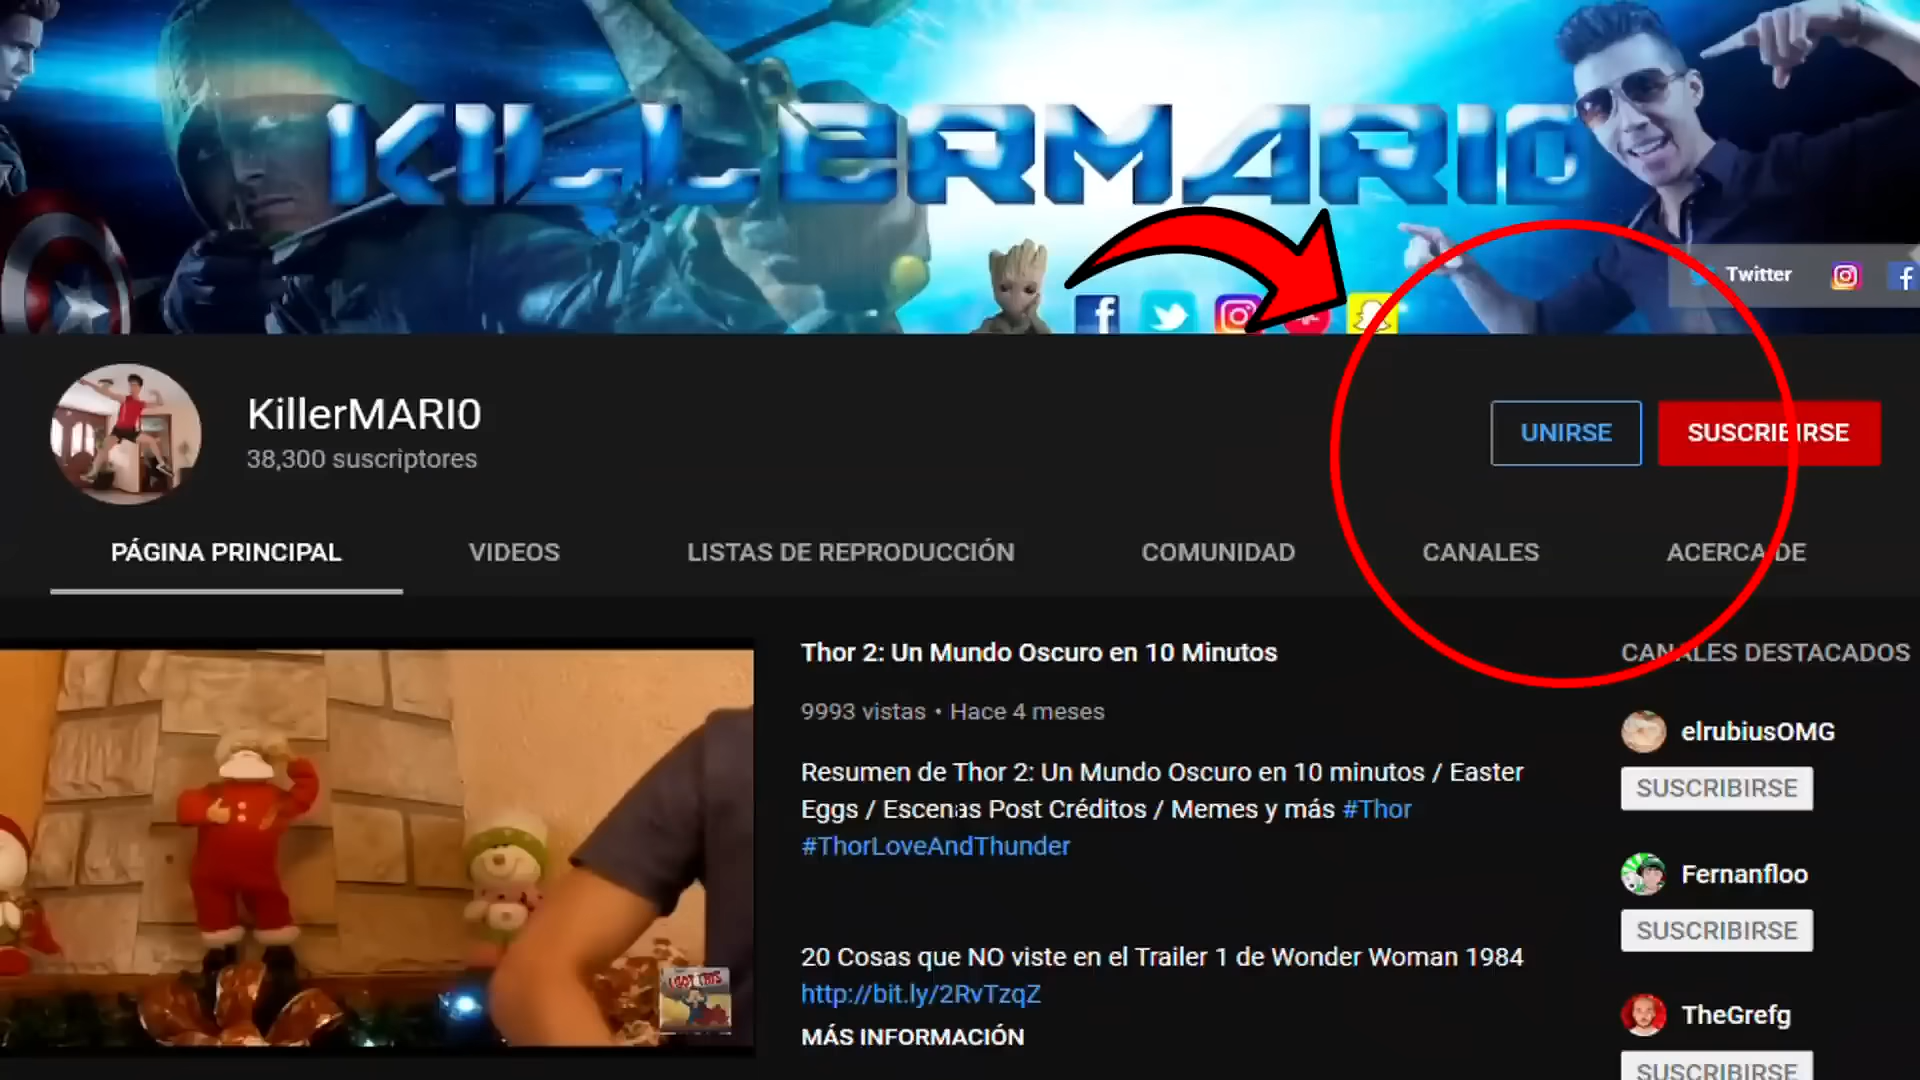 KILLERMARIO
Twitter
KillerMARI0
38,300 suscriptores
UNIRSE
SUSCRIBIRSE
PÁGINA PRINCIPAL
VIDEOS
LISTAS DE REPRODUCCIÓN
COMUNIDAD
CANALES
ACERCA DE
Thor 2: Un Mundo Oscuro en 10 Minutos
9993 vistas • Hace 4 meses
Resumen de Thor 2: Un Mundo Oscuro en 10 minutos / Easter
Eggs / Escenas Post Créditos / Memes y más #Thor
#ThorLoveAndThunder
20 Cosas que NO viste en el Trailer 1 de Wonder Woman 1984
http://bit.ly/2RvTzqZ
MÁS INFORMACIÓN
CANALES DESTACADOS
elrubiusOMG
SUSCRIBIRSE
Fernanfloo
SUSCRIBIRSE
TheGrefg
SUSCRIBIRSE